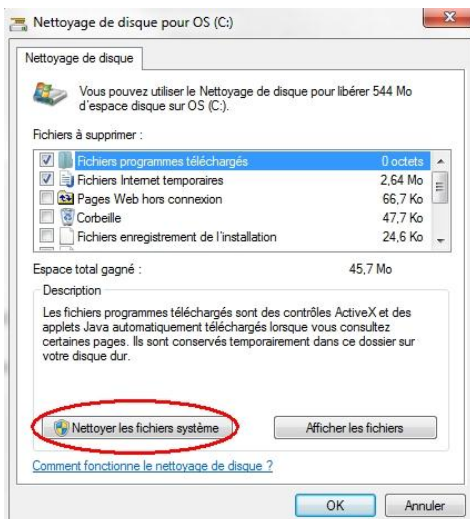 Nettoyage de disque pour OS (C:)
Nettoyage de disque
Vous pouvez utiliser le Nettoyage de disque pour libérer 544 Mo
d'espace disque sur OS (C:).
Fichiers à supprimer :
Fichiers programmes téléchargés 0 octets
Fichiers Internet temporaires 2,64 Mo
Pages Web hors connexion 66,7 Ko
Corbeille 47,7 Ko
Fichiers enregistrement de l'installation 24,6 Ko
Espace total gagné : 45,7 Mo
Description
Les fichiers programmes téléchargés sont des contrôles ActiveX et des
applets Java automatiquement téléchargés lorsque vous consultez
certaines pages. Ils sont conservés temporairement dans ce dossier sur
votre disque dur.
Nettoyer les fichiers système Afficher les fichiers
Comment fonctionne le nettoyage de disque ?
OK Annuler